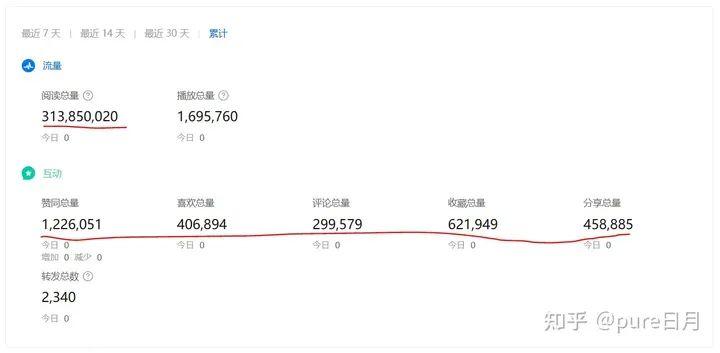 最近 7 天 | 最近 14 天 | 最近 30 天 | 累计
流量
阅读总量 ? 播放总量 ?
313,850,020 1,695,760
今日 0 今日 0
互动
赞同总量 喜欢总量 评论总量 收藏总量 分享总量
1,226,051 406,894 299,579 621,949 458,885
今日 0 今日 0 今日 0 今日 0 今日 0
增加 0 减少 0
转发总数 ?
2,340
今日 0
知乎 @pure日月